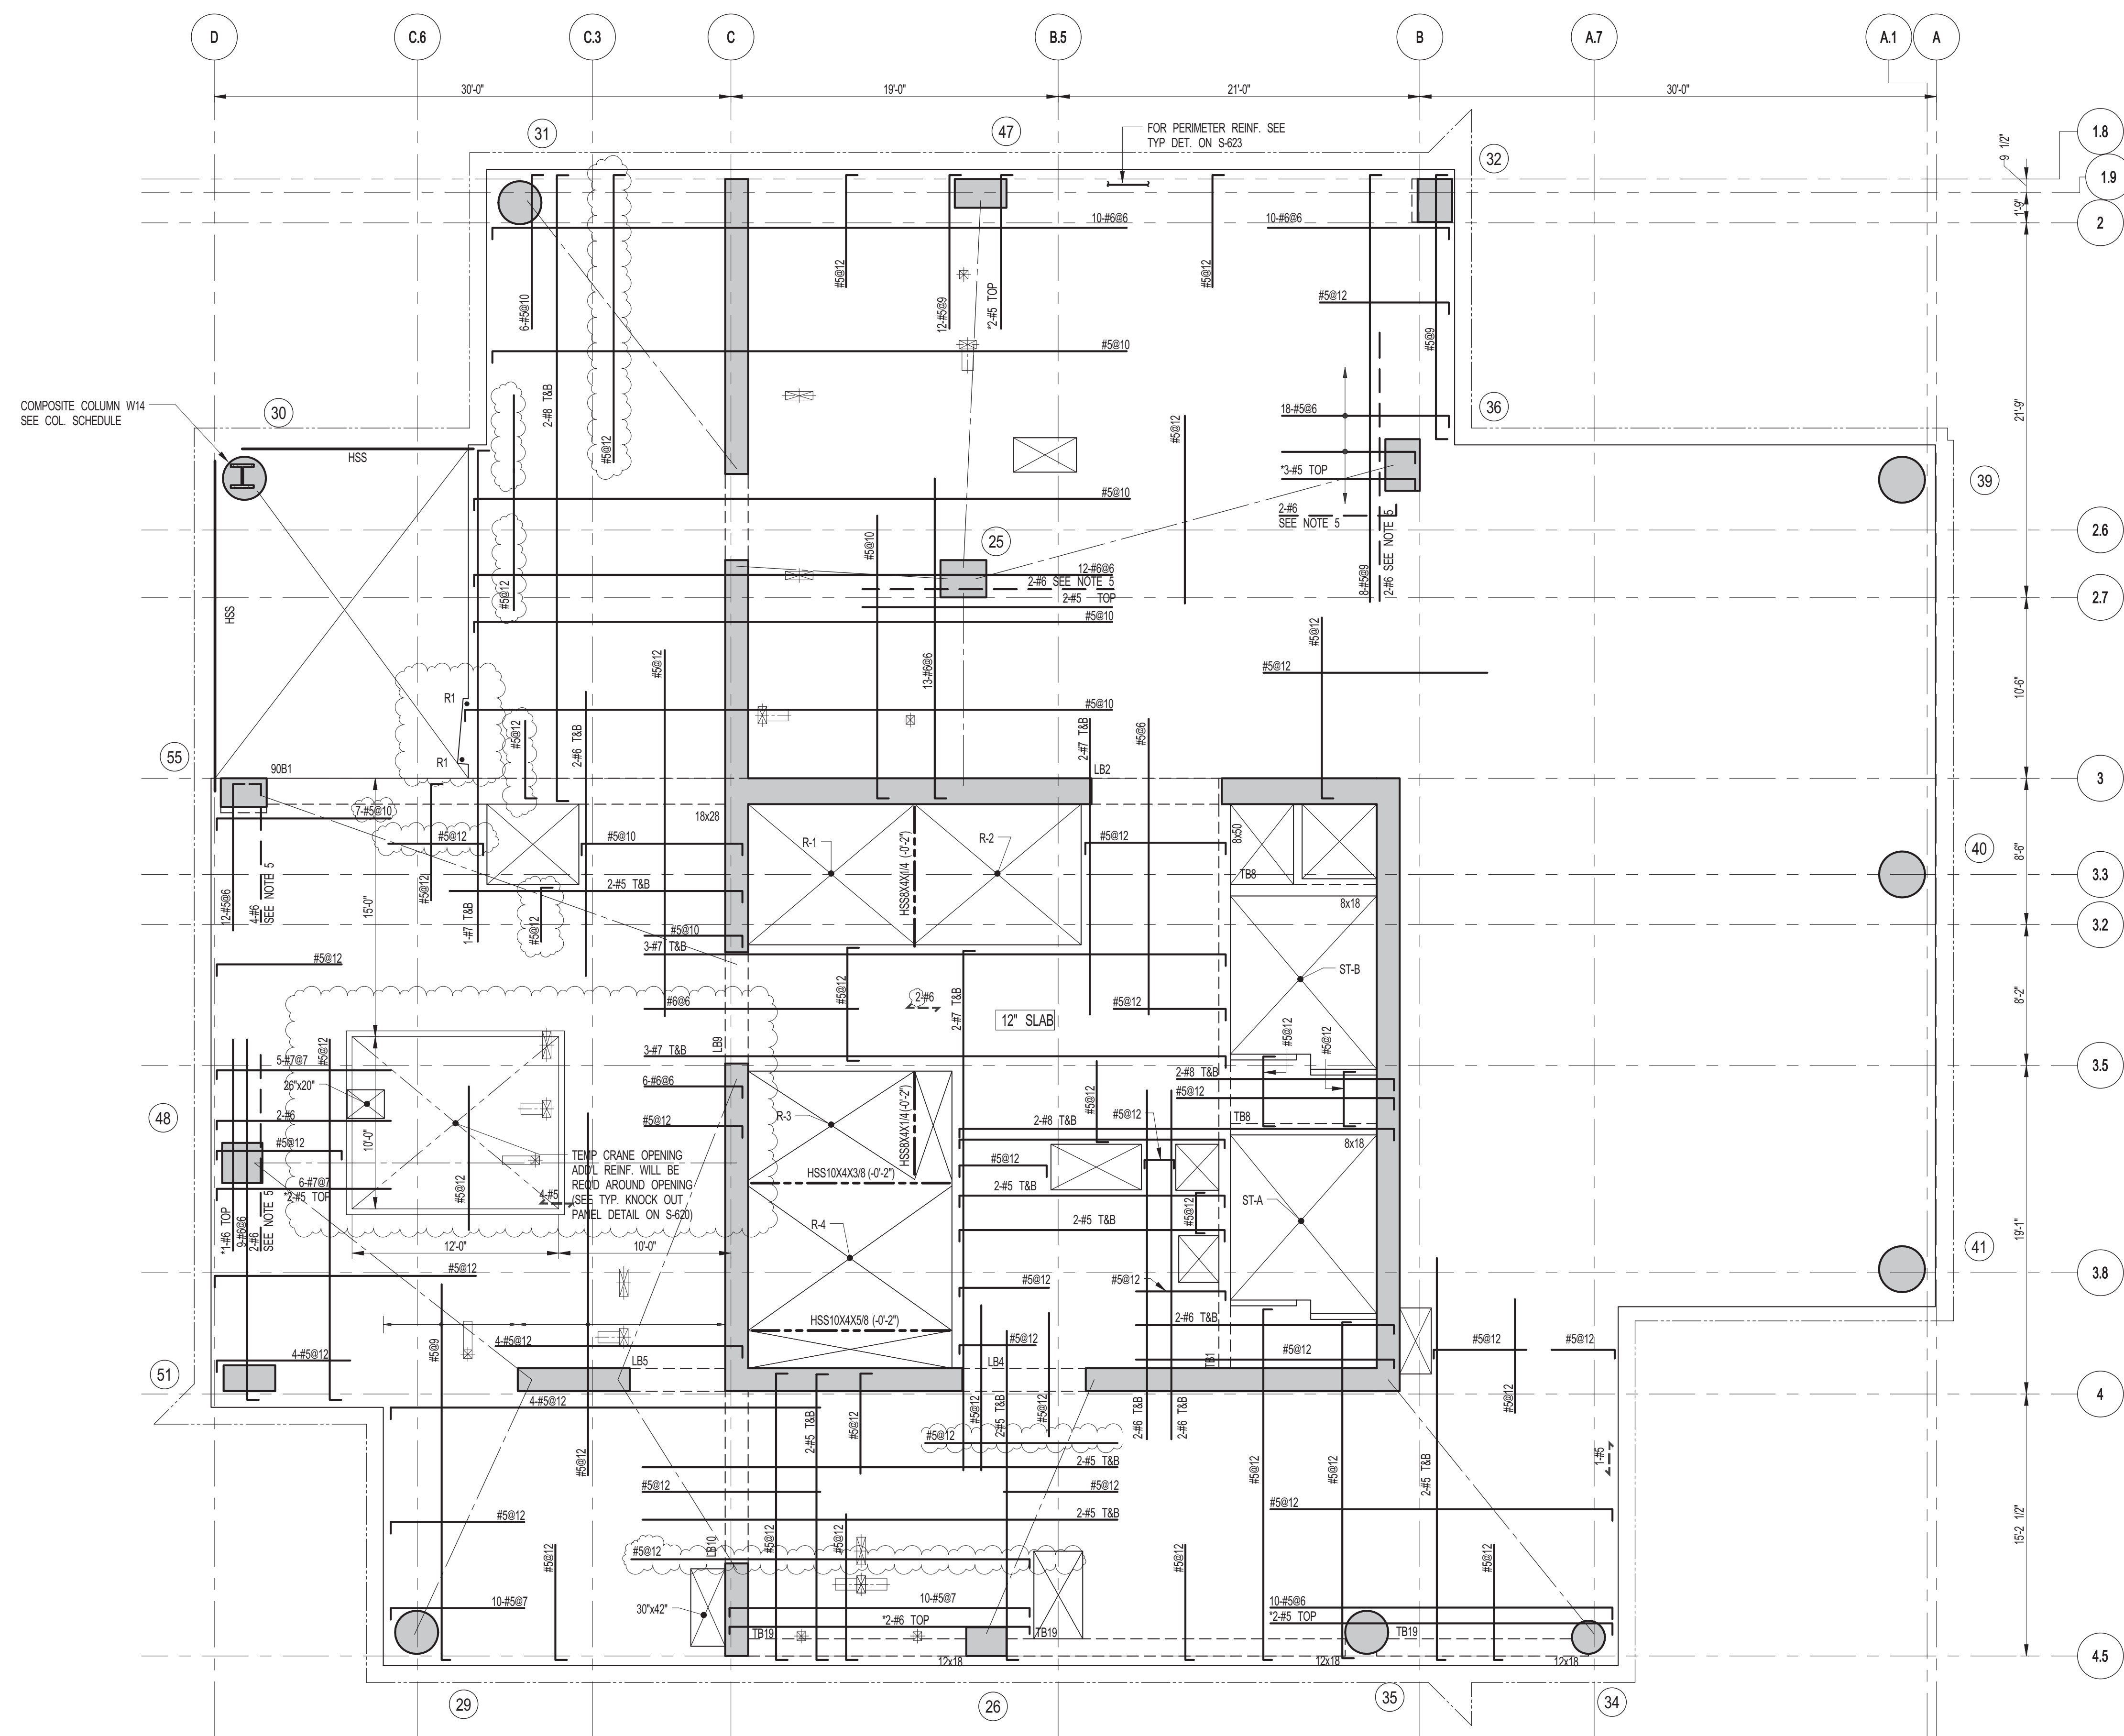 D
C.6
C.3
C
B.5
B
A.7
A.1
A
30'-0"
19'-0"
21'-0"
30'-0"
31
47
FOR PERIMETER REINF. SEE
TYP DET. ON S-623
32
1.8
9 1/2"
1.9
1'-9"
2
10-#6@6
10-#6@6
6-#5@10
#5@12
12-#5@9
*2-#5 TOP
#5@12
#5@12
#5@9
#5@10
2-#8 T&B
#5@12
21'-9"
COMPOSITE COLUMN W14
SEE COL. SCHEDULE
30
36
18-#5@6
#5@12
HSS
*3-#5 TOP
39
#5@10
2-#6
SEE NOTE 5
2.6
25
#5@10
12-#6@6
2-#6 SEE NOTE 5
2-#5 TOP
#5@10
8-#5@9
2-#6 SEE NOTE 5
#5@12
2.7
HSS
#5@12
#5@12
#5@12
13-#6@6
10'-6"
R1
#5@10
R1
#5@12
2-#6 T&B
2-#7 T&B
#5@6
55
90B1
LB2
3
7-#5@10
18x28
#5@12
#5@10
R-1
R-2
#5@12
8x50
HSS8X4X1/4 (-0'-2")
8'-6"
40
TB8
3.3
15'-0"
#5@12
2-#5 T&B
12-#5@6
4-#6
SEE NOTE 5
1-#7 T&B
#5@12
8x18
3.2
#5@10
3-#7 T&B
#5@12
ST-B
#5@12
2-#6
2-#7 T&B
#6@6
#5@12
12" SLAB
8'-2"
LB9
#5@12
#5@12
#5@12
3-#7 T&B
3.5
5-#7@7
26"x20"
6-#6@6
2-#8 T&B
#5@12
48
2-#6
#5@12
R-3
HSS8X4X1/4 (-0'-2")
#5@12
#5@12
2-#8 T&B
TB8
8x18
#5@12
10'-0"
TEMP CRANE OPENING
ADD'L REINF. WILL BE
REQ'D AROUND OPENING
(SEE TYP. KNOCK OUT
PANEL DETAIL ON S-620)
4-#5
HSS10X4X3/8 (-0'-2")
#5@12
6-#7@7
*2-#5 TOP
#5@12
2-#5 T&B
ST-A
*1-#6 TOP
9-#6@6
2-#6
SEE NOTE 5
R-4
2-#5 T&B
#5@12
19'-1"
12'-0"
10'-0"
41
#5@12
#5@12
#5@12
3.8
HSS10X4X5/8 (-0'-2")
2-#6 T&B
#5@9
4-#5@12
#5@12
#5@12
#5@12
#5@12
4-#5@12
LB5
LB4
TB1
51
4
4-#5@12
#5@12
2-#5 T&B
#5@12
#5@12
2-#5 T&B
#5@12
2-#6 T&B
2-#6 T&B
#5@12
#5@12
2-#5 T&B
#5@12
#5@12
1-#5
#5@12
2-#5 T&B
#5@12
#5@12
#5@12
2-#5 T&B
#5@12
15'-2 1/2"
#5@12
#5@12
LB10
#5@12
#5@12
#5@12
#5@12
10-#5@7
30"x42"
10-#5@7
*2-#6 TOP
10-#5@6
*2-#5 TOP
TB19
TB19
TB19
12x18
12x18
12x18
4.5
29
26
35
34